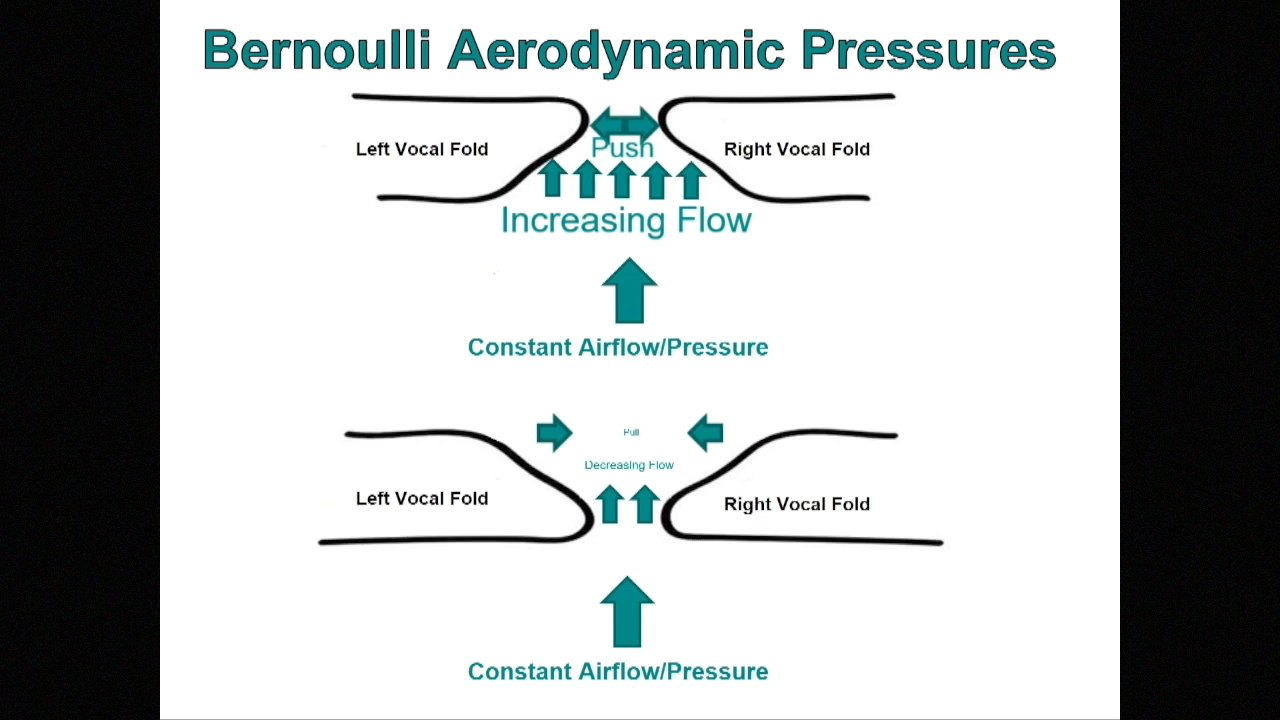 Bernoulli Aerodynamic Pressures
Left Vocal Fold
Push
Right Vocal Fold
Increasing Flow
Constant Airflow/Pressure
Pull
Decreasing Flow
Left Vocal Fold
Right Vocal Fold
Constant Airflow/Pressure